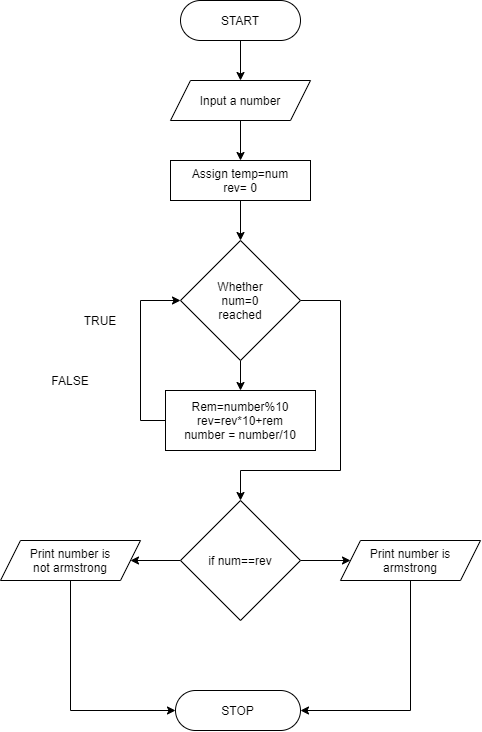 START
Input a number
Assign temp=num
rev= 0
Whether
num=0
reached
TRUE
FALSE
Rem=number%10
rev=rev*10+rem
number = number/10
Print number is
not armstrong
if num==rev
Print number is
armstrong
STOP